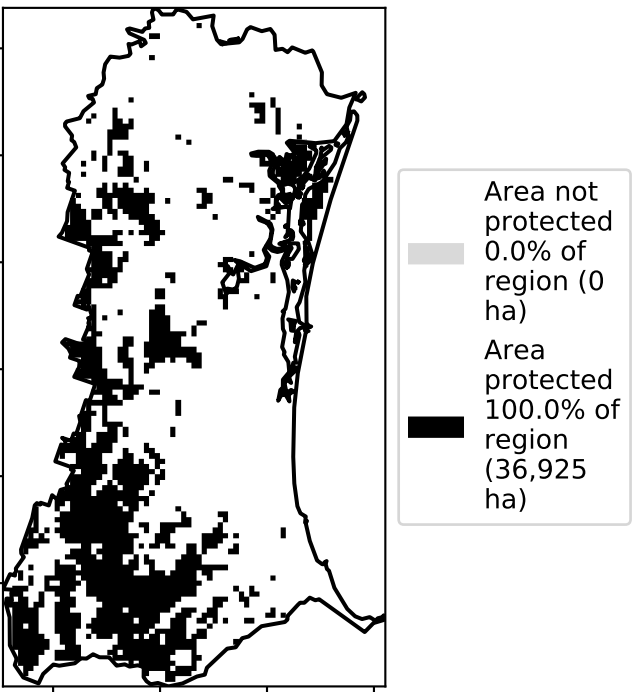 Area not
protected
0.0% of
region (0
ha)
Area
protected
100.0% of
region
(36,925
ha)